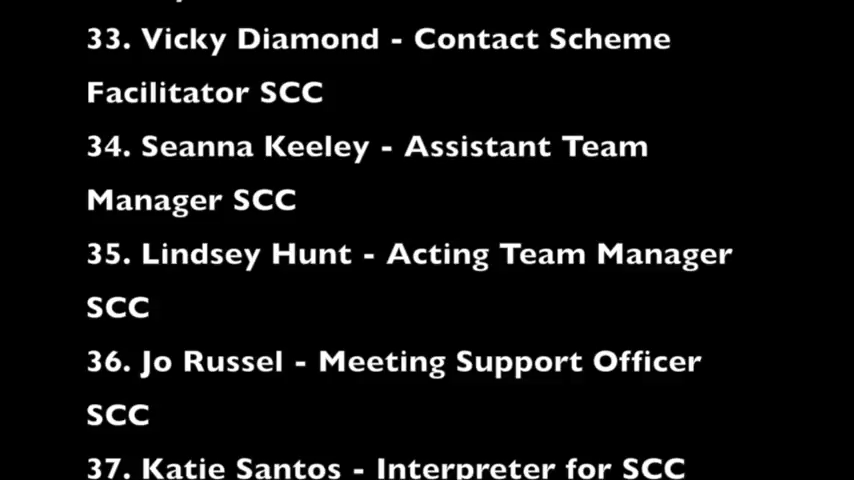 33. Vicky Diamond - Contact Scheme
Facilitator SCC
34. Seanna Keeley - Assistant Team
Manager SCC
35. Lindsey Hunt - Acting Team Manager
SCC
36. Jo Russel - Meeting Support Officer
SCC
37. Katie Santos - Interpreter for SCC